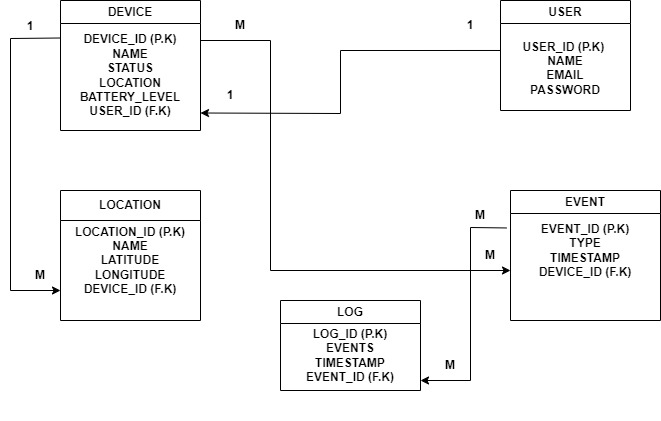 DEVICE
DEVICE_ID (P.K)
NAME
STATUS
LOCATION
BATTERY_LEVEL
USER_ID (F.K)
USER
USER_ID (P.K)
NAME
EMAIL
PASSWORD
1
M
1
1
LOCATION
LOCATION_ID (P.K)
NAME
LATITUDE
LONGITUDE
DEVICE_ID (F.K)
M
EVENT
EVENT_ID (P.K)
TYPE
TIMESTAMP
DEVICE_ID (F.K)
M
M
LOG
LOG_ID (P.K)
EVENTS
TIMESTAMP
EVENT_ID (F.K)
M